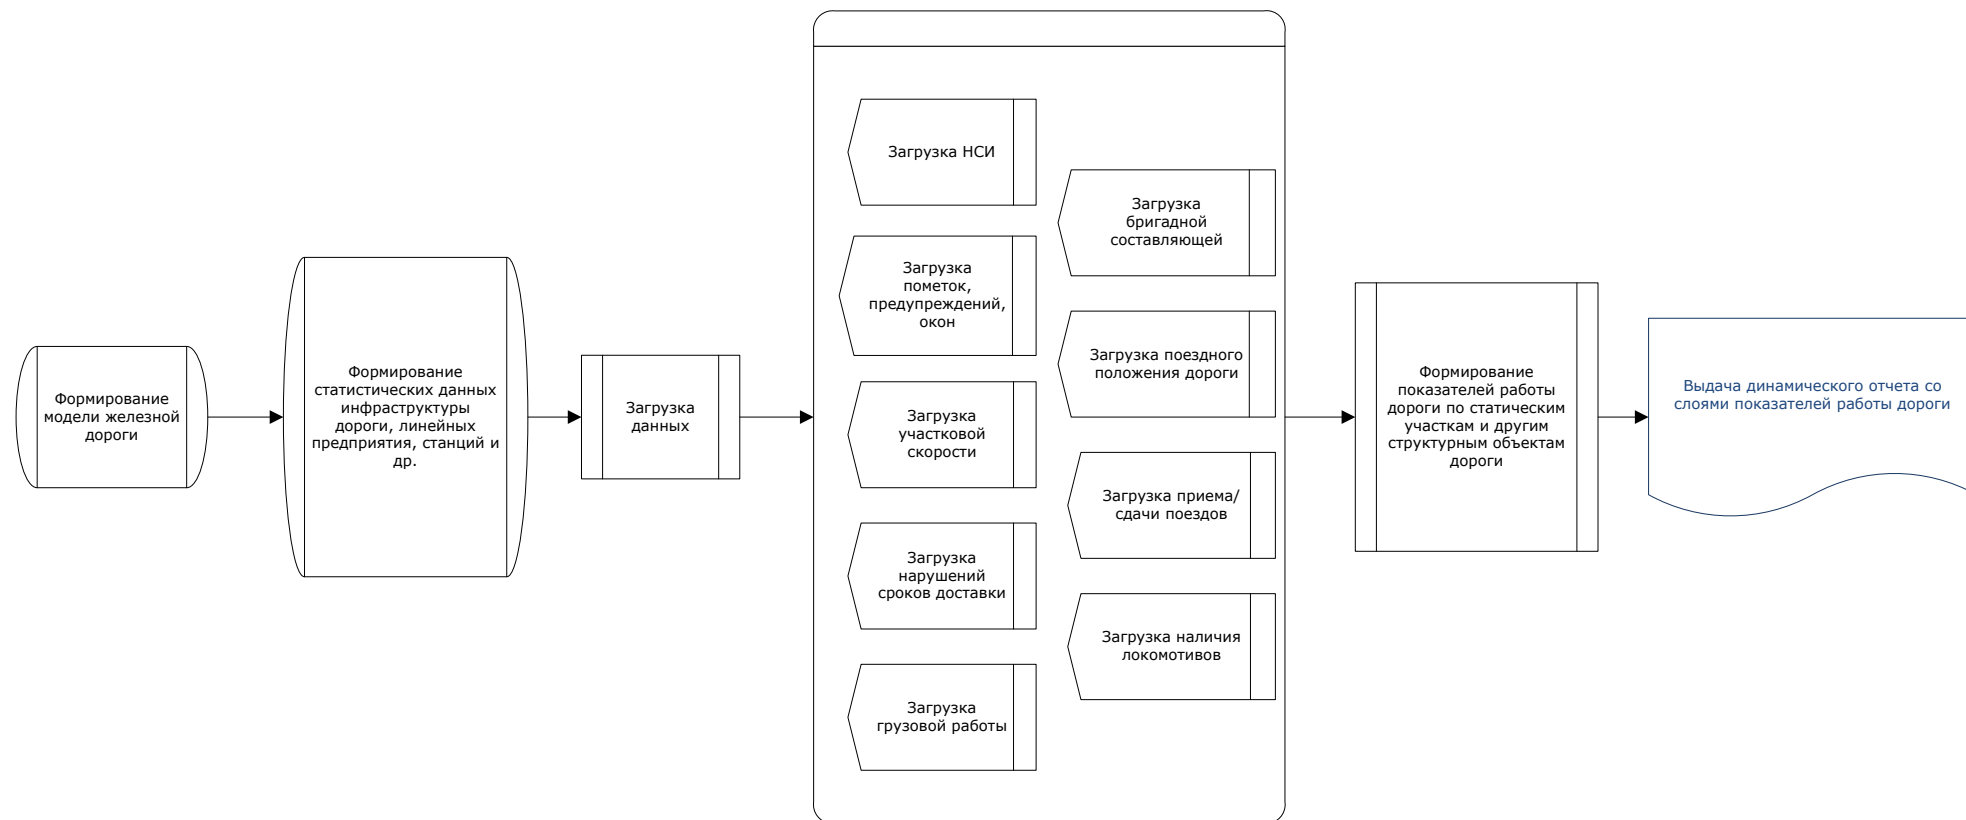 Формирование
модели железной
дороги
Формирование
статистических данных
инфраструктуры
дороги, линейных
предприятия, станций и
др.
Загрузка
данных
Загрузка НСИ
Загрузка
пометок,
предупреждений,
окон
Загрузка
участковой
скорости
Загрузка
нарушений
сроков доставки
Загрузка
грузовой работы
Загрузка
бригадной
составляющей
Загрузка поездного
положения дороги
Загрузка приема/
сдачи поездов
Загрузка наличия
локомотивов
Формирование
показателей работы
дороги по статическим
участкам и другим
структурным объектам
дороги
Выдача динамического отчета со
слоями показателей работы дороги